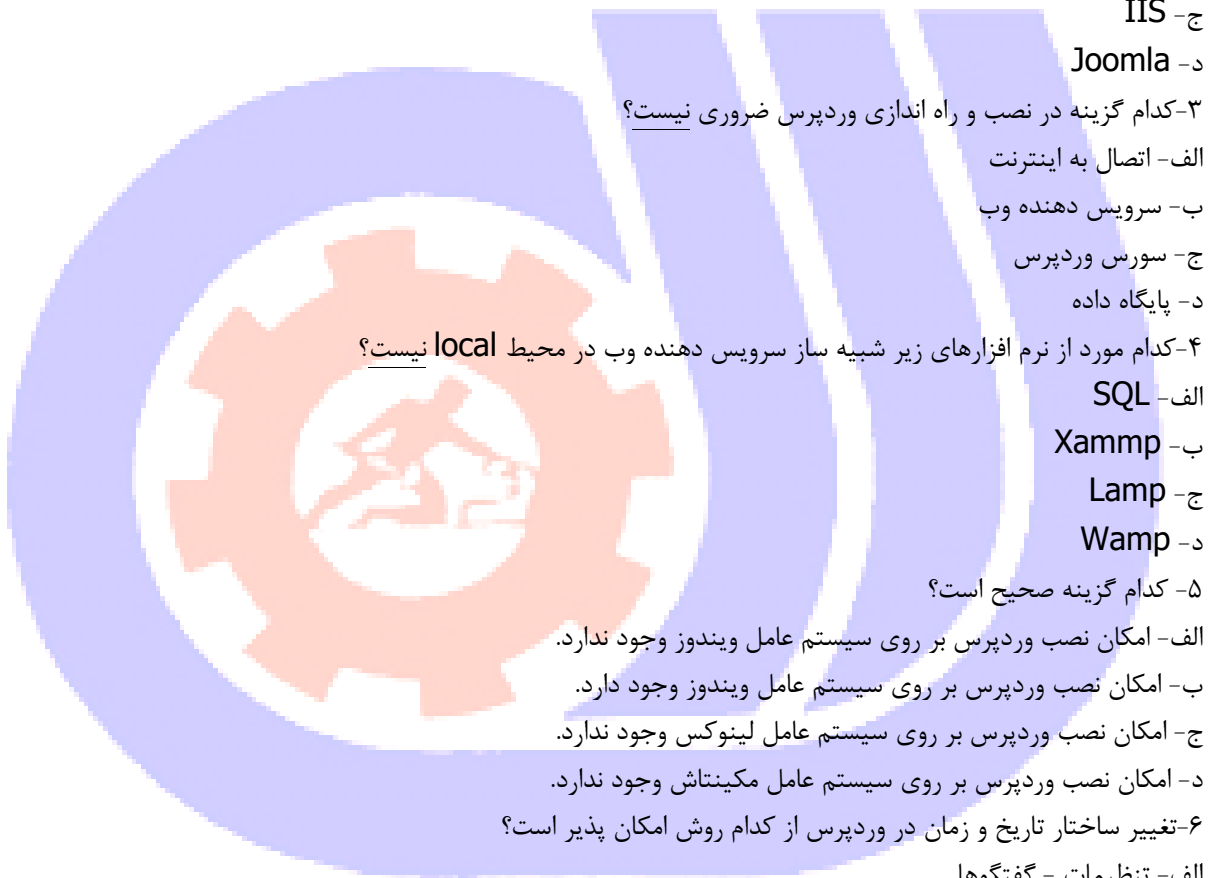 ج- IIS
د- Joomla
۳-کدام گزینه در نصب و راه اندازی وردپرس ضروری نیست؟
الف- اتصال به اینترنت
ب- سرویس دهنده وب
ج- سورس وردپرس
د- پایگاه داده
۴-کدام مورد از نرم افزارهای زیر شبیه ساز سرویس دهنده وب در محیط local نیست؟
الف- SQL
ب- Xammp
ج- Lamp
د- Wamp
۵- کدام گزینه صحیح است؟
الف- امکان نصب وردپرس بر روی سیستم عامل ویندوز وجود ندارد.
ب- امکان نصب وردپرس بر روی سیستم عامل ویندوز وجود دارد.
ج- امکان نصب وردپرس بر روی سیستم عامل لینوکس وجود ندارد.
د- امکان نصب وردپرس بر روی سیستم عامل مکینتاش وجود ندارد.
۶-تغییر ساختار تاریخ و زمان در وردپرس از کدام روش امکان پذیر است؟
الف- تنظیمات - گفتگوها